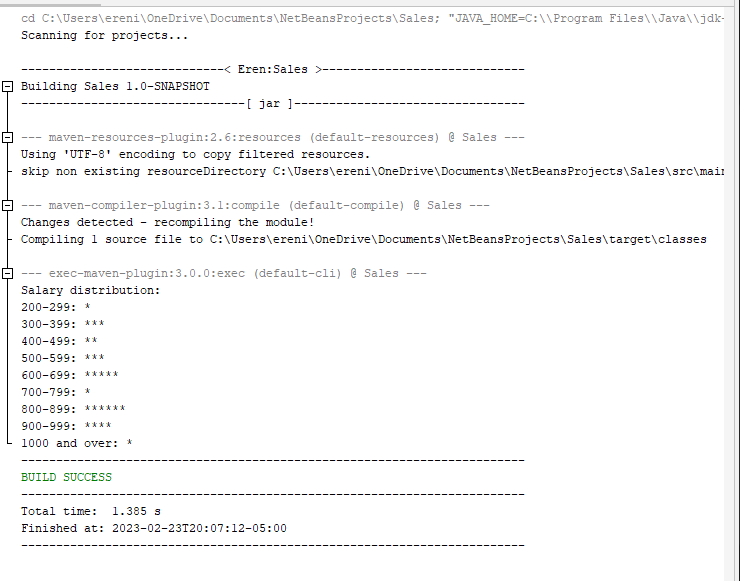 cd C:\Users\ereni\OneDrive\Documents\NetBeansProjects\Sales; "JAVA_HOME=C:\\Program Files\\Java\\jdk-
Scanning for projects...
-----------------------------< Eren:Sales >-----------------------------
Building Sales 1.0-SNAPSHOT
--------------------------------[ jar ]---------------------------------
--- maven-resources-plugin:2.6:resources (default-resources) @ Sales ---
Using 'UTF-8' encoding to copy filtered resources.
skip non existing resourceDirectory C:\Users\ereni\OneDrive\Documents\NetBeansProjects\Sales\src\main
--- maven-compiler-plugin:3.1:compile (default-compile) @ Sales ---
Changes detected - recompiling the module!
Compiling 1 source file to C:\Users\ereni\OneDrive\Documents\NetBeansProjects\Sales\target\classes
--- exec-maven-plugin:3.0.0:exec (default-cli) @ Sales ---
Salary distribution:
200-299: *
300-399: ***
400-499: **
500-599: ***
600-699: *****
700-799: *
800-899: ******
900-999: ****
1000 and over: *
------------------------------------------------------------------------
BUILD SUCCESS
------------------------------------------------------------------------
Total time:  1.385 s
Finished at: 2023-02-23T20:07:12-05:00
------------------------------------------------------------------------